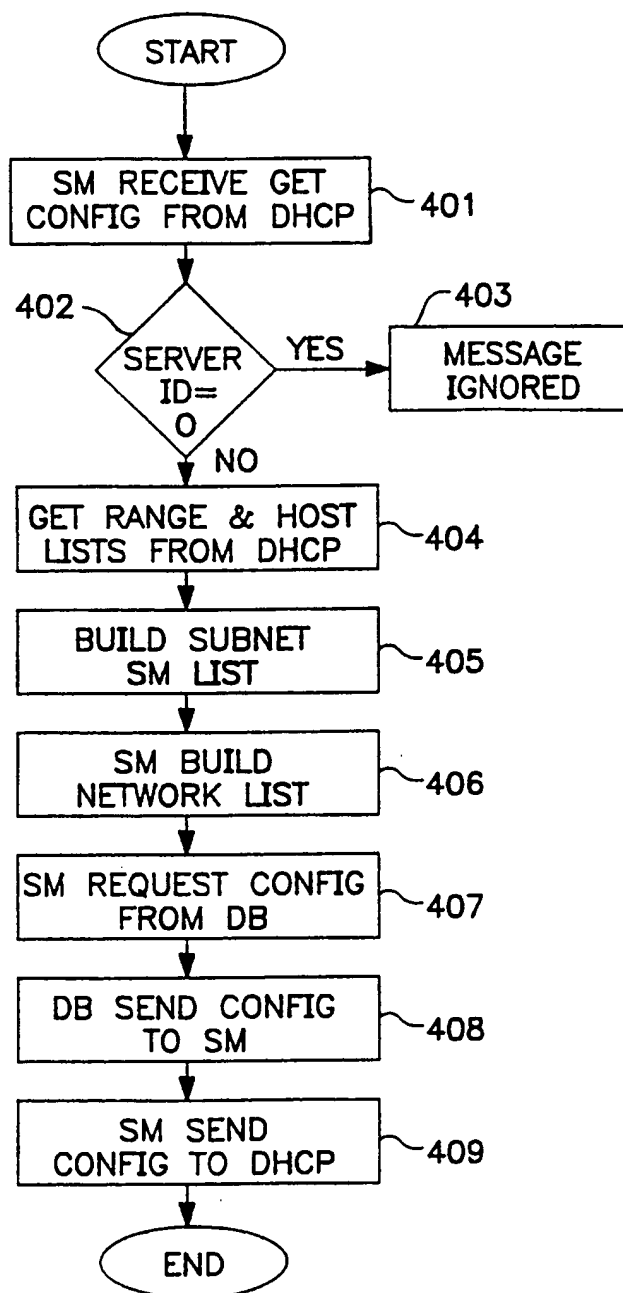 START
SM RECEIVE GET
CONFIG FROM DHCP
401
402
SERVER
ID=
0
YES
403
MESSAGE
IGNORED
NO
GET RANGE & HOST
LISTS FROM DHCP
404
BUILD SUBNET
SM LIST
405
SM BUILD
NETWORK LIST
406
SM REQUEST CONFIG
FROM DB
407
DB SEND CONFIG
TO SM
408
SM SEND
CONFIG TO DHCP
409
END